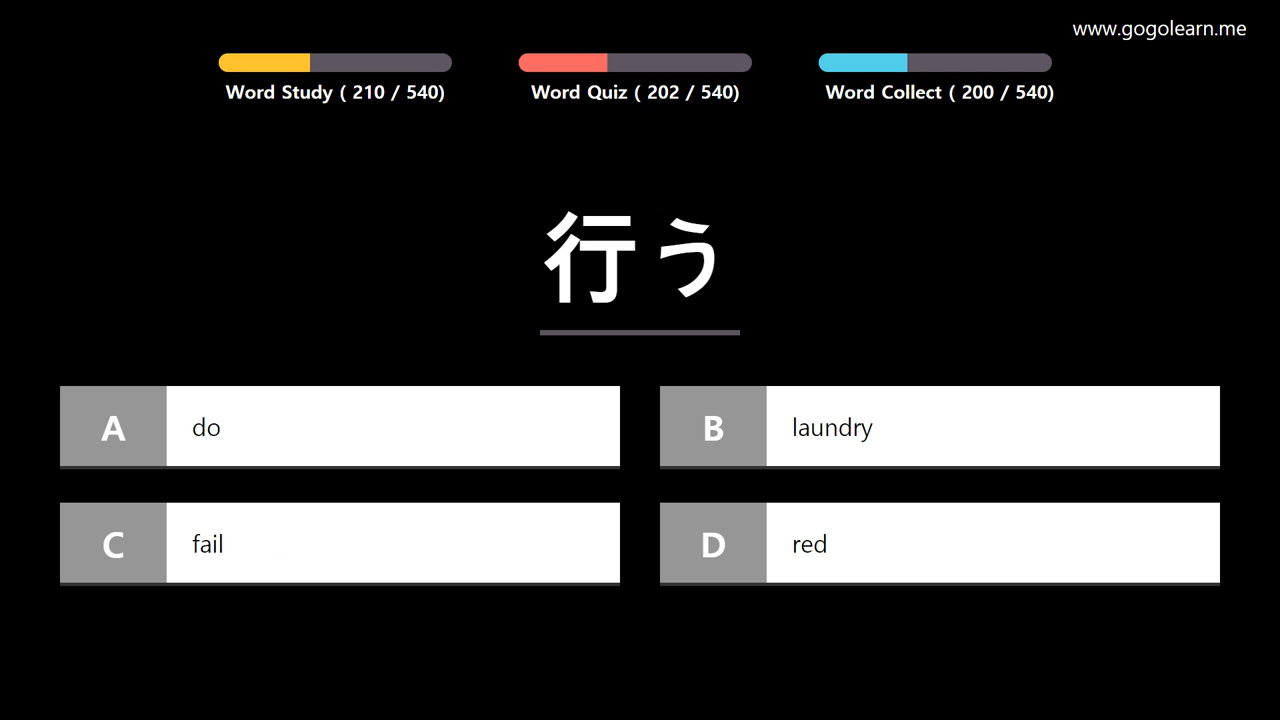 www.gogolearn.me
Word Study ( 210 / 540)
Word Quiz ( 202 / 540)
Word Collect ( 200 / 540)
行う
A do
B laundry
C fail
D red